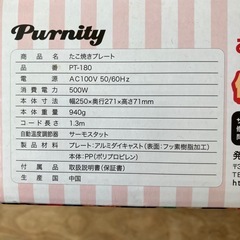 Purnity
商品名 たこ焼きプレート
品番 PT-180
電源 AC100V 50/60Hz
消費電力 500W
本体寸法 幅250×奥行271×高さ71mm
本体重量 940g
コード長さ 1.3m
自動温度調節器 サーモスタット
製品材質 プレート:アルミダイキャスト(表面:フッ素樹脂加工)
本体:PP(ポリプロピレン)
付属品 取扱説明書(保証書)
生産国 中国
発